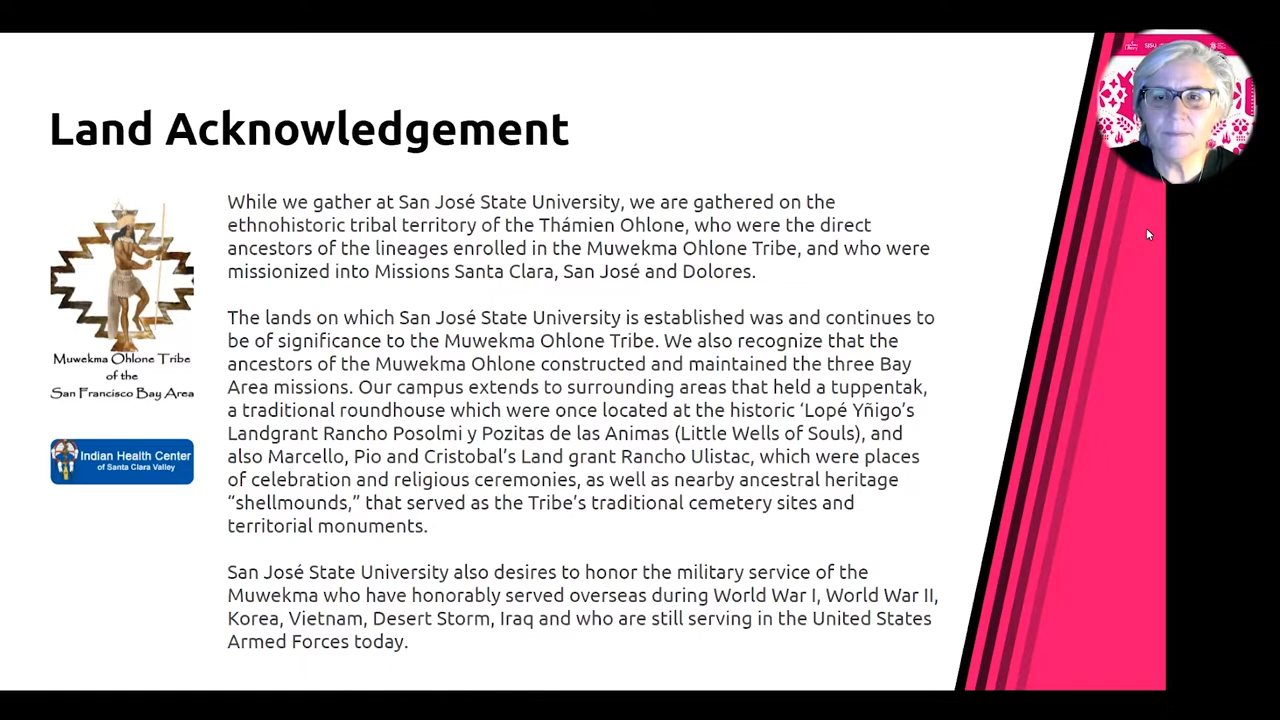 Land Acknowledgement
SJSU
While we gather at San José State University, we are gathered on the
ethnohistoric tribal territory of the Thámien Ohlone, who were the direct
ancestors of the lineages enrolled in the Muwekma Ohlone Tribe, and who were
missionized into Missions Santa Clara, San José and Dolores.
The lands on which San José State University is established was and continues to
be of significance to the Muwekma Ohlone Tribe. We also recognize that the
ancestors of the Muwekma Ohlone constructed and maintained the three Bay
Area missions. Our campus extends to surrounding areas that held a tuppentak,
a traditional roundhouse which were once located at the historic ‘Lopé Yñigo’s
Landgrant Rancho Posolmi y Pozitas de las Animas (Little Wells of Souls), and
also Marcello, Pio and Cristobal’s Land grant Rancho Ulistac, which were places
of celebration and religious ceremonies, as well as nearby ancestral heritage
“shellmounds,” that served as the Tribe’s traditional cemetery sites and
territorial monuments.
San José State University also desires to honor the military service of the
Muwekma who have honorably served overseas during World War I, World War II,
Korea, Vietnam, Desert Storm, Iraq and who are still serving in the United States
Armed Forces today.
Muwekma Ohlone Tribe
of the
San Francisco Bay Area
Indian Health Center
of Santa Clara Valley